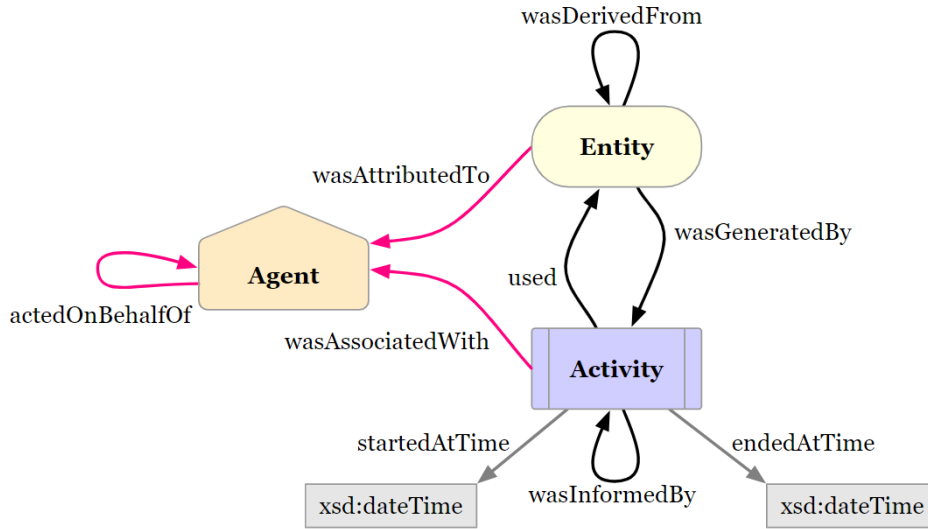 wasDerivedFrom
Entity
wasAttributedTo
wasGeneratedBy
Agent
used
actedOnBehalfOf
wasAssociatedWith
Activity
startedAtTime
endedAtTime
wasInformedBy
xsd:dateTime
xsd:dateTime